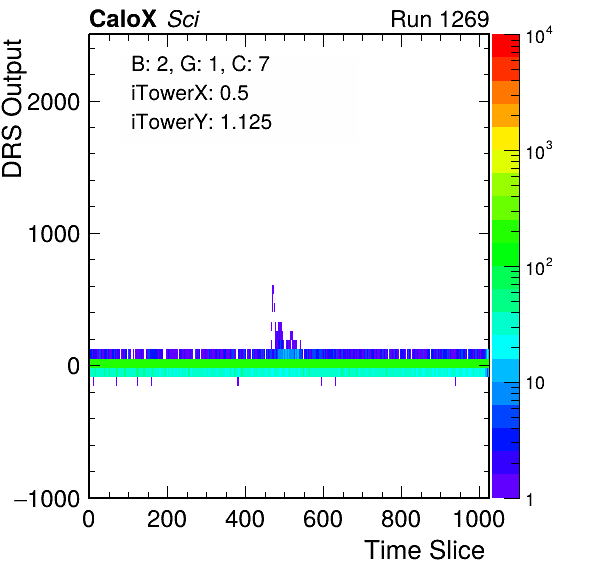 CaloX Sci Run 1269
B: 2, G: 1, C: 7
iTowerX: 0.5
iTowerY: 1.125
DRS Output
2000
1000
0
−1000
0 200 400 600 800 1000
Time Slice
10^4
10^3
10^2
10
1